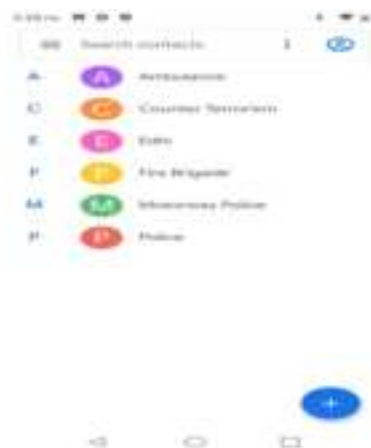 Search contacts
A A Ambulance
C C Counter Terrorism
E E Edhi
F F Fire Brigade
M M Motorway Police
P P Police